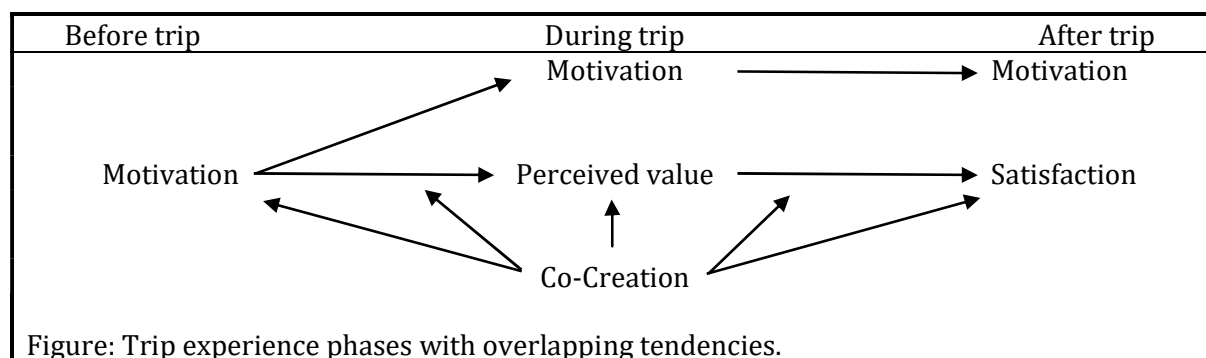 Before trip During trip After trip
Motivation Motivation
Motivation Perceived value Satisfaction
Co-Creation
Figure: Trip experience phases with overlapping tendencies.